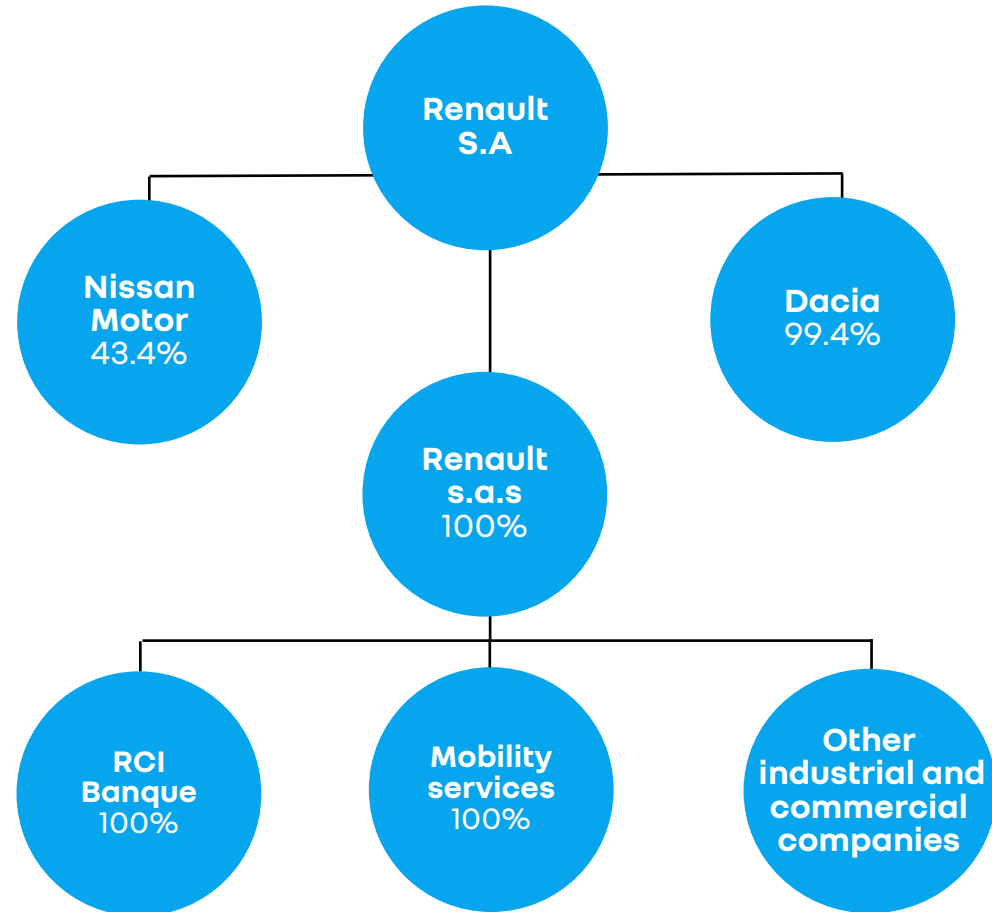 Renault
S.A
Nissan
Motor
43.4%
Dacia
99.4%
Renault
s.a.s
100%
RCI
Banque
100%
Mobility
services
100%
Other
industrial and
commercial
companies